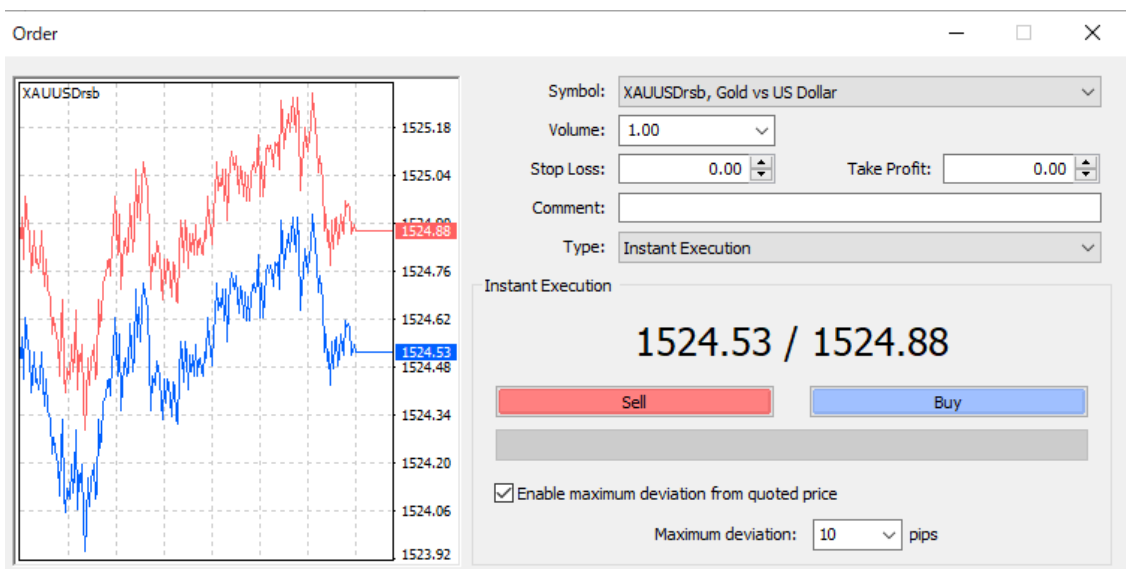 Order
XAUUSDrsb
1525.18
1525.04
1524.90
1524.88
1524.76
1524.62
1524.53
1524.48
1524.34
1524.20
1524.06
1523.92
Symbol: XAUUSDrsb, Gold vs US Dollar
Volume: 1.00
Stop Loss: 0.00 Take Profit: 0.00
Comment:
Type: Instant Execution
Instant Execution
1524.53 / 1524.88
Sell Buy
Enable maximum deviation from quoted price
Maximum deviation: 10 pips